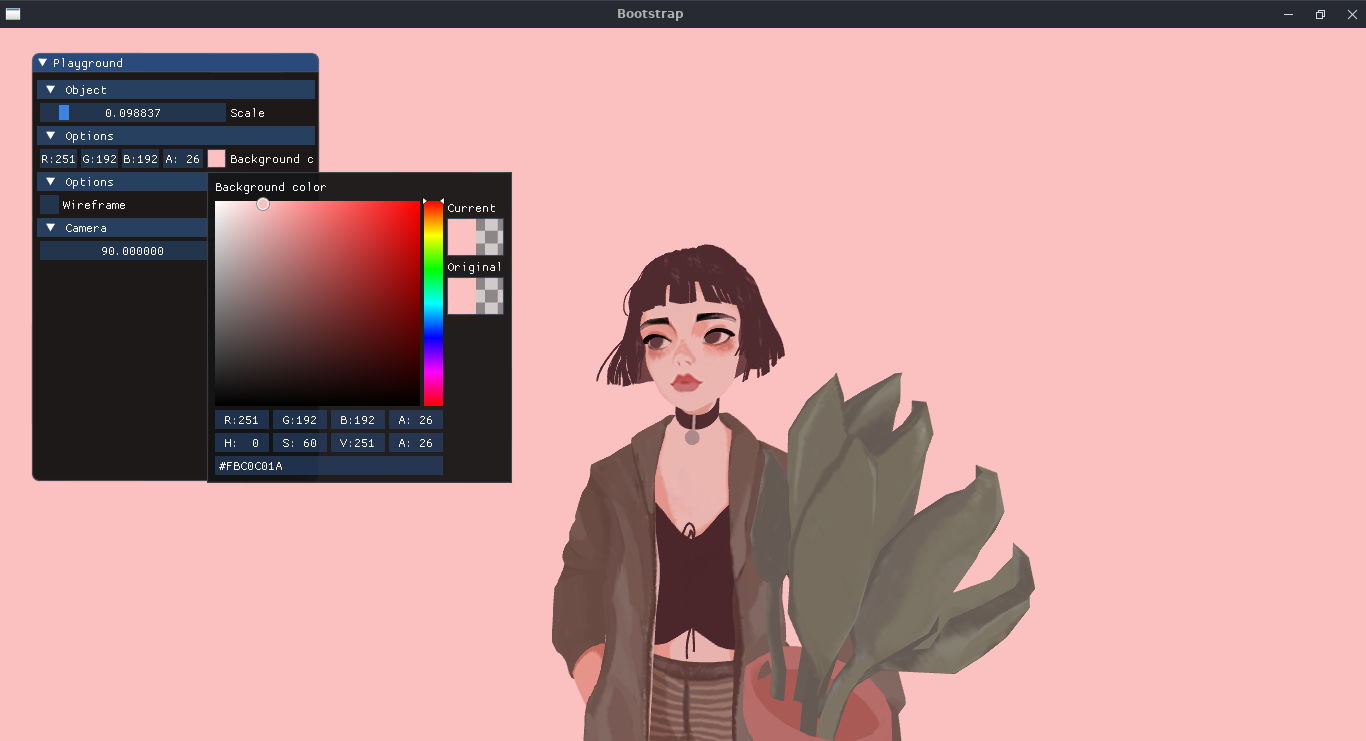 Bootstrap
Playground
Object
0.098837 Scale
Options
R:251 G:192 B:192 A: 26 Background c
Options
Wireframe
Camera
90.000000
Background color
Current
Original
R:251 G:192 B:192 A: 26
H: 0 S: 60 V:251 A: 26
#FBC0C01A